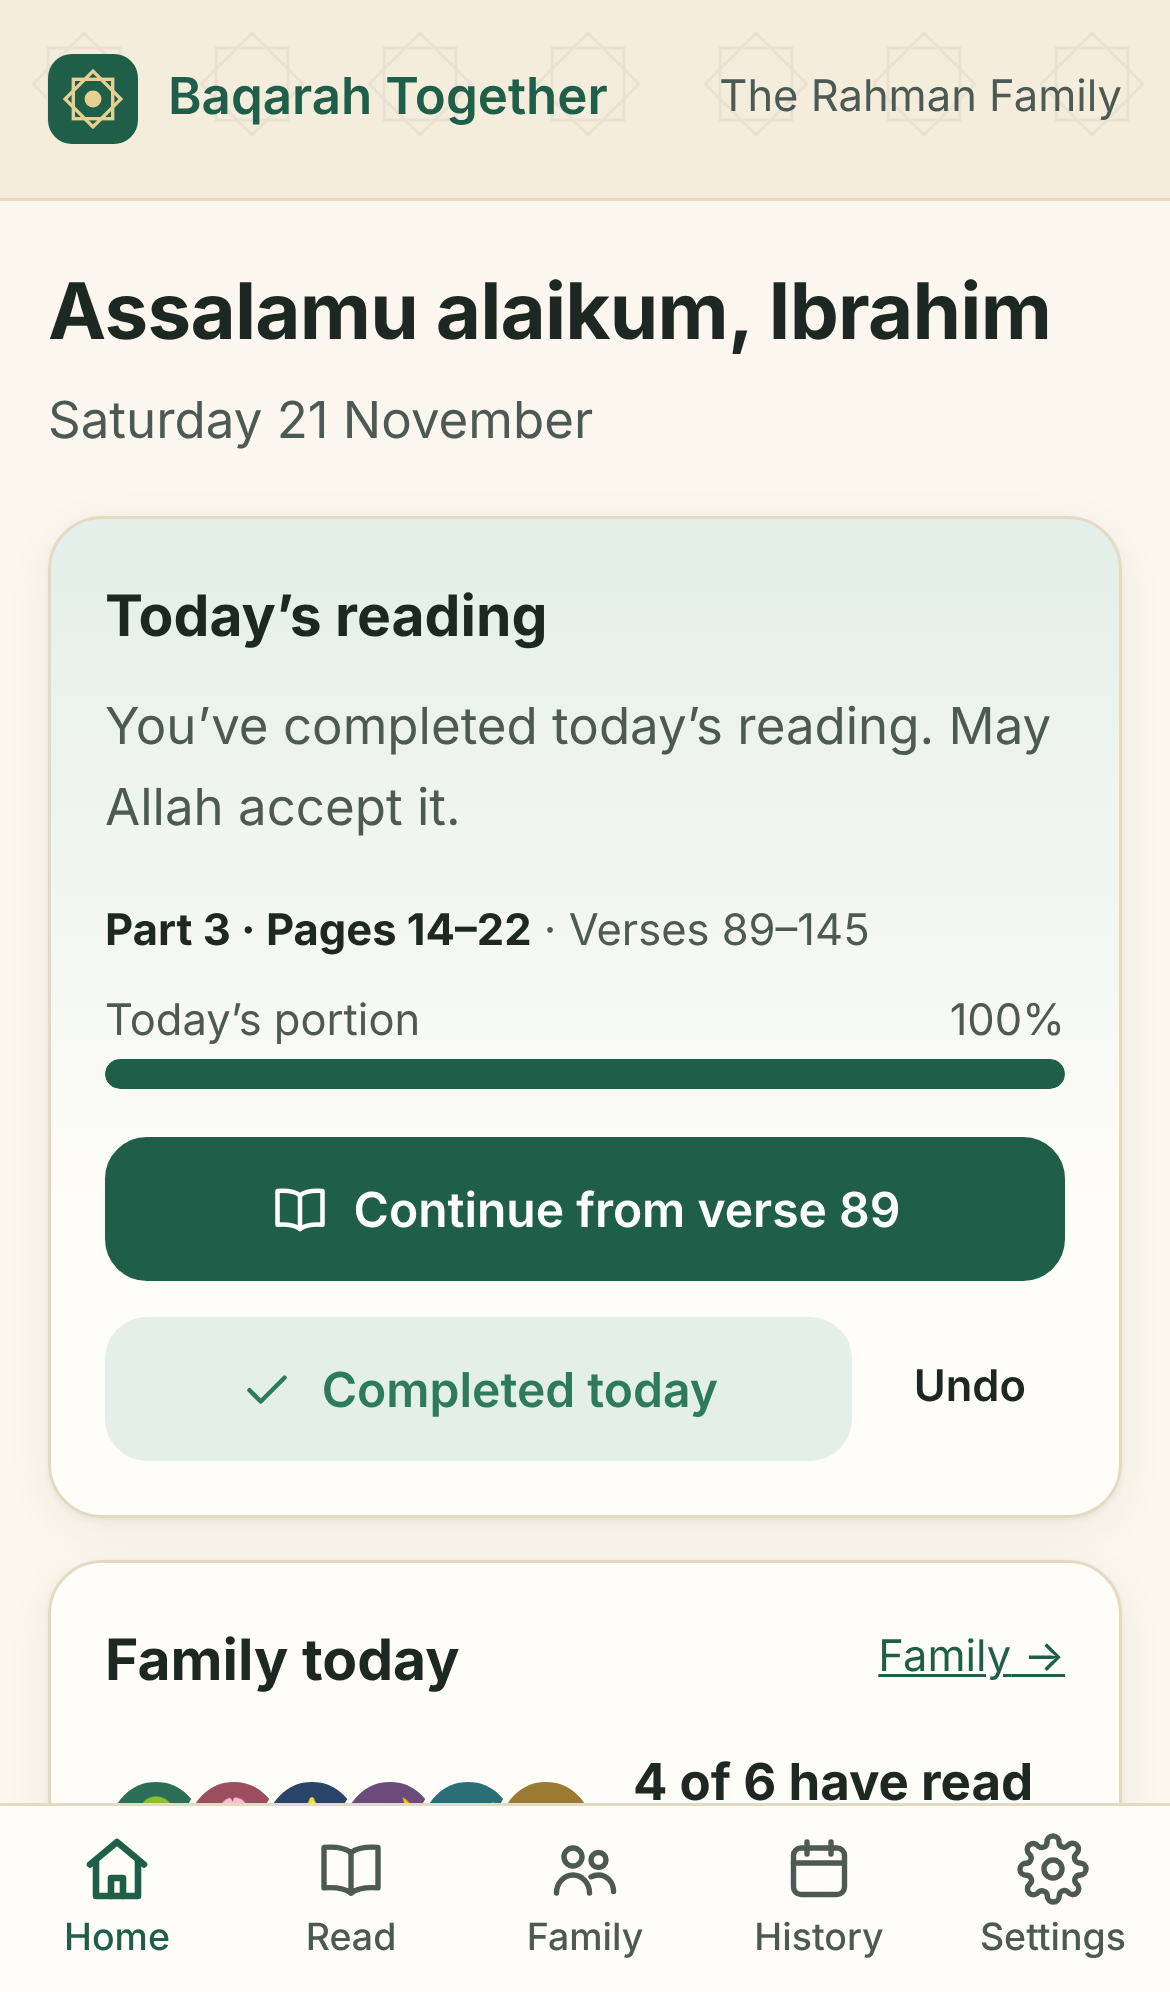 Baqarah Together
The Rahman Family
Assalamu alaikum, Ibrahim
Saturday 21 November
Today’s reading
You’ve completed today’s reading. May
Allah accept it.
Part 3 · Pages 14–22 · Verses 89–145
Today’s portion
100%
Continue from verse 89
Completed today
Undo
Family today
Family →
4 of 6 have read
Home
Read
Family
History
Settings